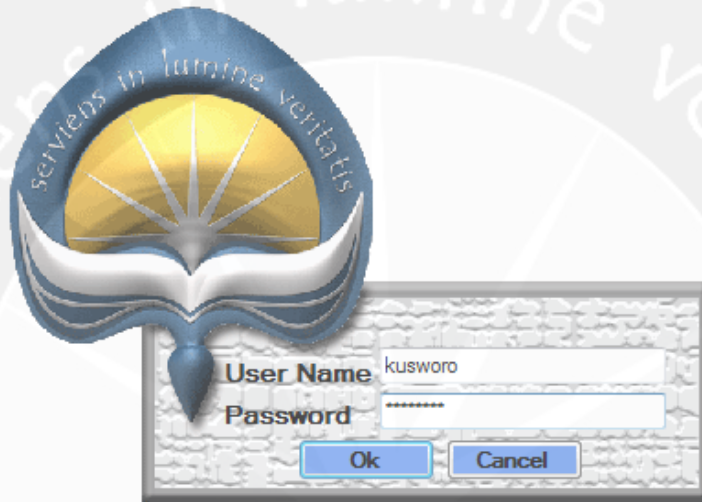 serviens in lumine veritatis
User Name kusworo
Password ********
Ok Cancel